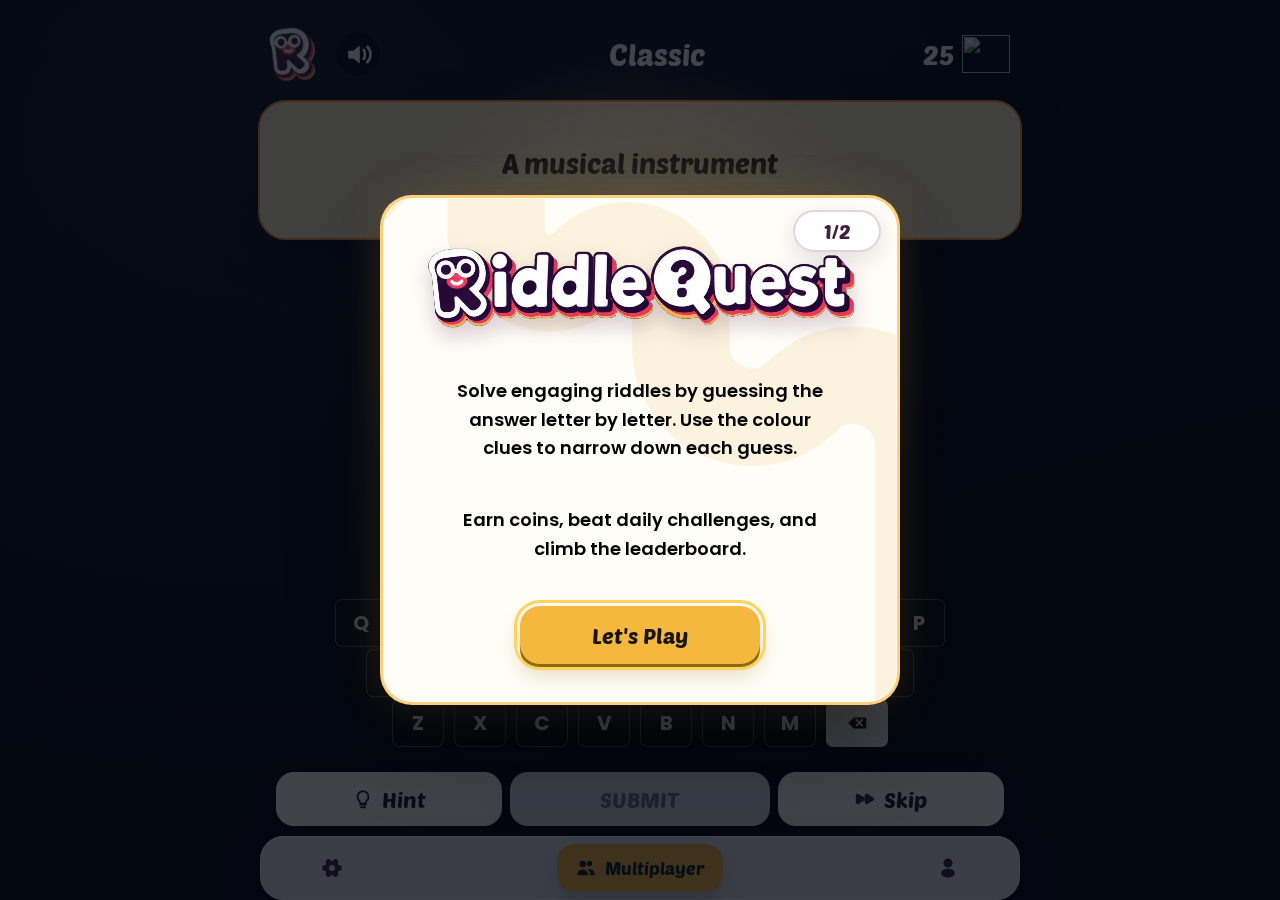 Classic
25
A musical instrument
1/2
Riddle Quest
Solve engaging riddles by guessing the
answer letter by letter. Use the colour
clues to narrow down each guess.
Earn coins, beat daily challenges, and
climb the leaderboard.
Let's Play
Q P
Z X C V B N M
Hint SUBMIT Skip
Multiplayer